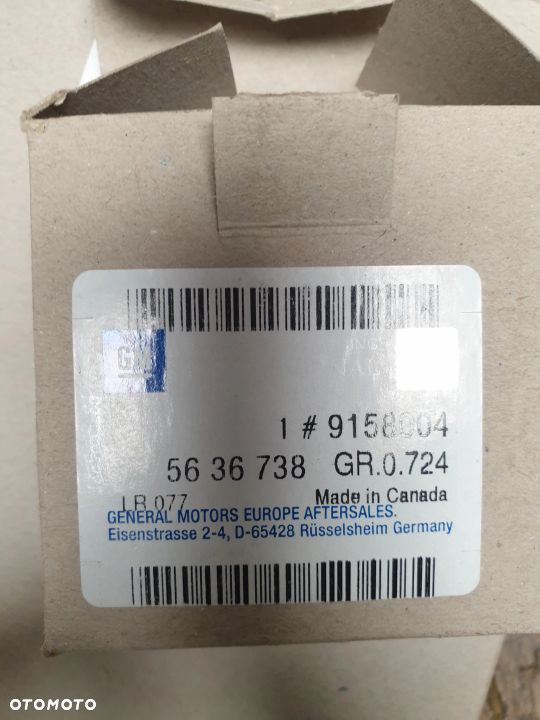 GM
1 # 9158004
56 36 738 GR.0.724
LR 077 Made in Canada
GENERAL MOTORS EUROPE AFTERSALES.
Eisenstrasse 2-4, D-65428 Rüsselsheim Germany
OTOMOTO